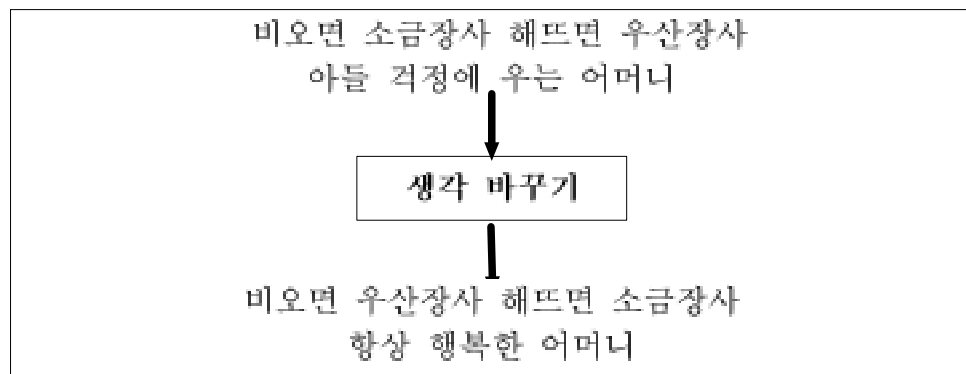 비오면 소금장사 해뜨면 우산장사
아들 걱정에 우는 어머니
생각 바꾸기
비오면 우산장사 해뜨면 소금장사
항상 행복한 어머니